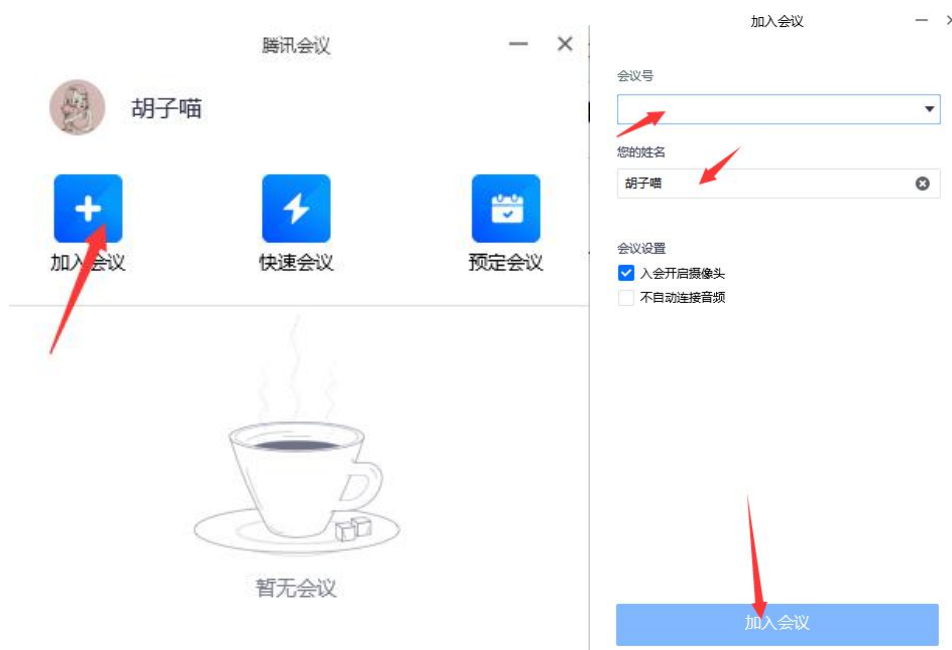 腾讯会议
胡子喵
加入会议
快速会议
预定会议
暂无会议
加入会议
会议号
您的姓名
胡子喵
会议设置
入会开启摄像头
不自动连接音频
加入会议